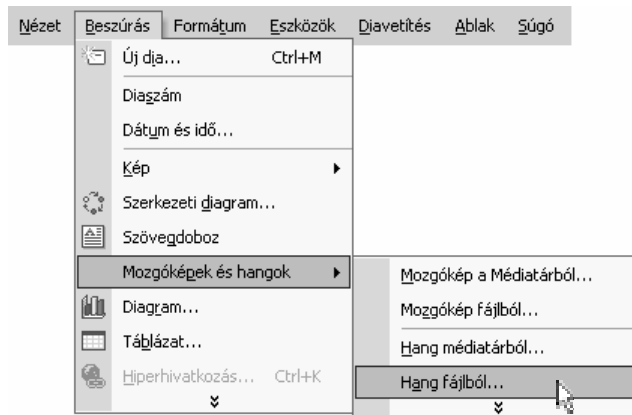 Nézet Beszúrás Formátum Eszközök Diavetítés Ablak Súgó
Új dia... Ctrl+M
Diaszám
Dátum és idő...
Kép
Szerkezeti diagram...
Szövegdoboz
Mozgóképek és hangok
Diagram...
Táblázat...
Hiperhivatkozás... Ctrl+K
Mozgókép a Médiatárból...
Mozgókép fájlból...
Hang médiatárból...
Hang fájlból...